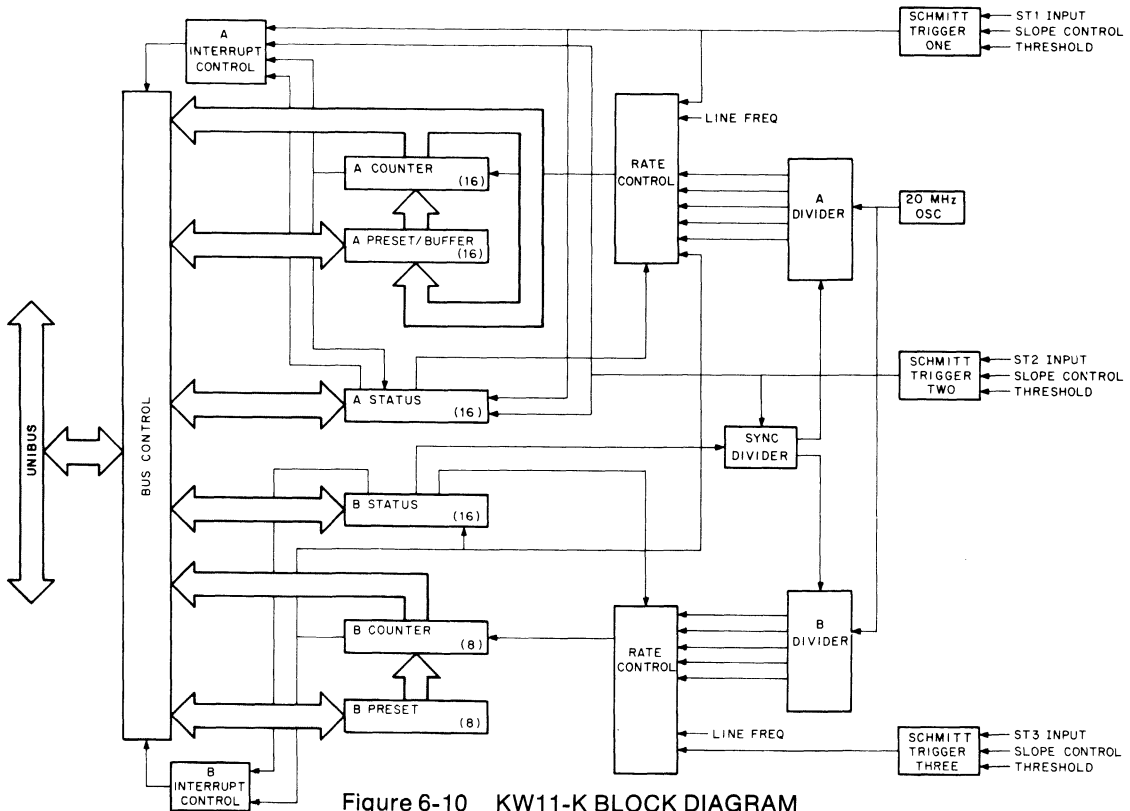 A
INTERRUPT
CONTROL
SCHMITT
TRIGGER
ONE
ST1 INPUT
SLOPE CONTROL
THRESHOLD
LINE FREQ
RATE
CONTROL
A COUNTER
(16)
A
DIVIDER
20 MHz
OSC
A PRESET/BUFFER
(16)
UNIBUS
BUS CONTROL
A STATUS
(16)
SCHMITT
TRIGGER
TWO
ST2 INPUT
SLOPE CONTROL
THRESHOLD
SYNC
DIVIDER
B STATUS
(16)
B COUNTER
(8)
RATE
CONTROL
B
DIVIDER
B PRESET
(8)
LINE FREQ
SCHMITT
TRIGGER
THREE
ST3 INPUT
SLOPE CONTROL
THRESHOLD
B
INTERRUPT
CONTROL
Figure 6-10 KW11-K BLOCK DIAGRAM